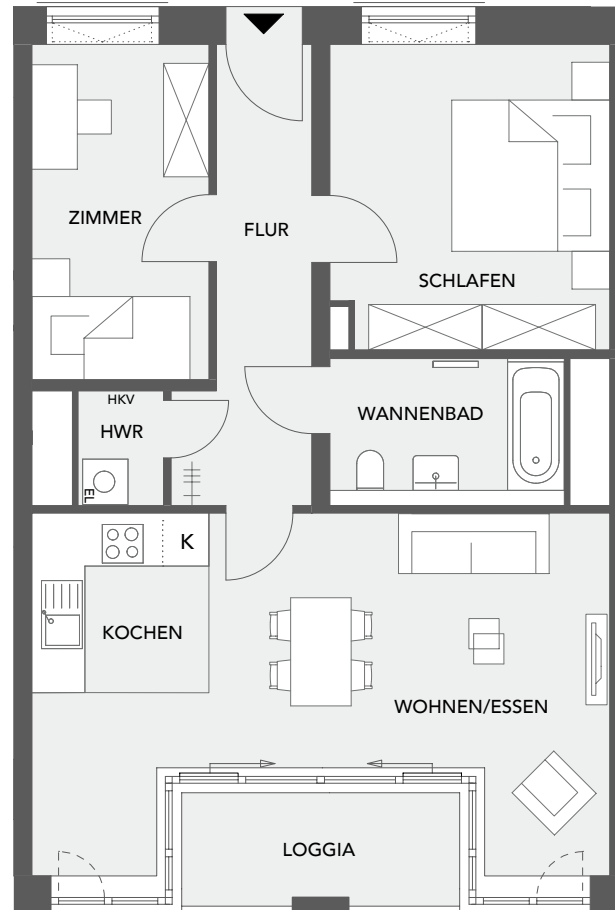 ZIMMER
FLUR
SCHLAFEN
HKV
HWR
WANNENBAD
EL
K
KOCHEN
WOHNEN/ESSEN
LOGGIA